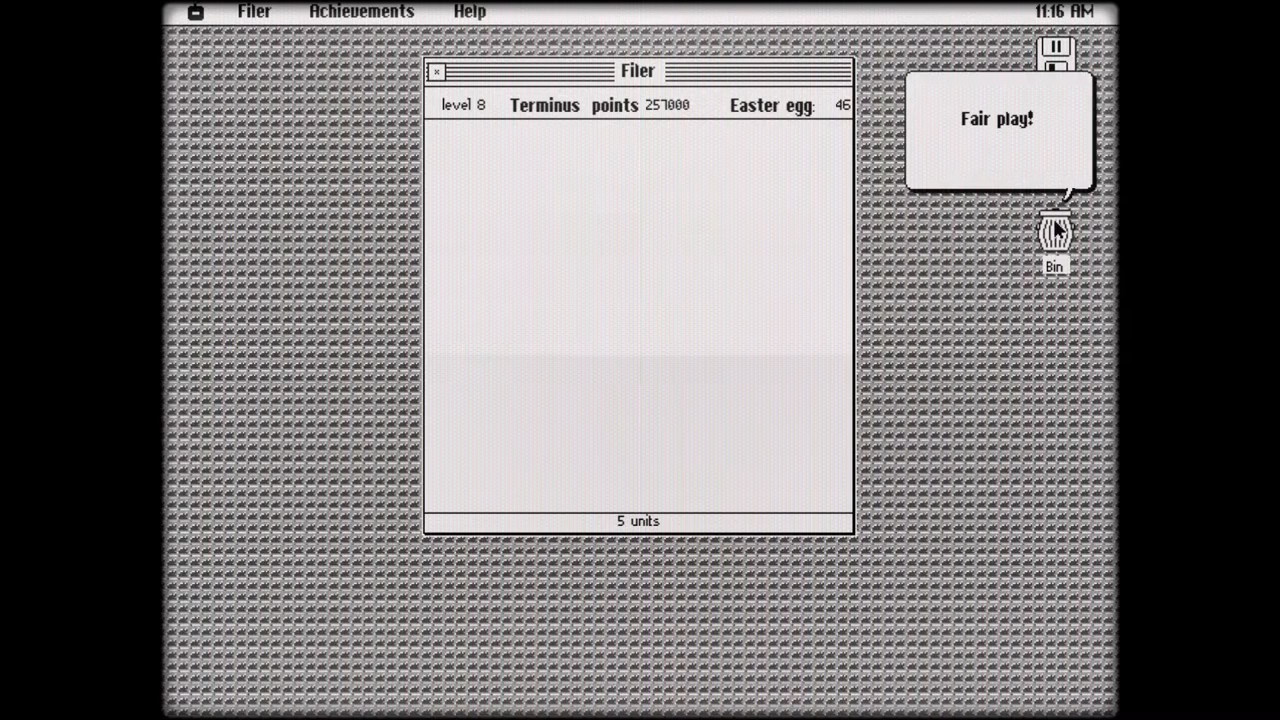 Filer Achievements Help 11:16 AM
Filer
level 8 Terminus points 257000 Easter egg: 46
Fair play!
Bin
5 units